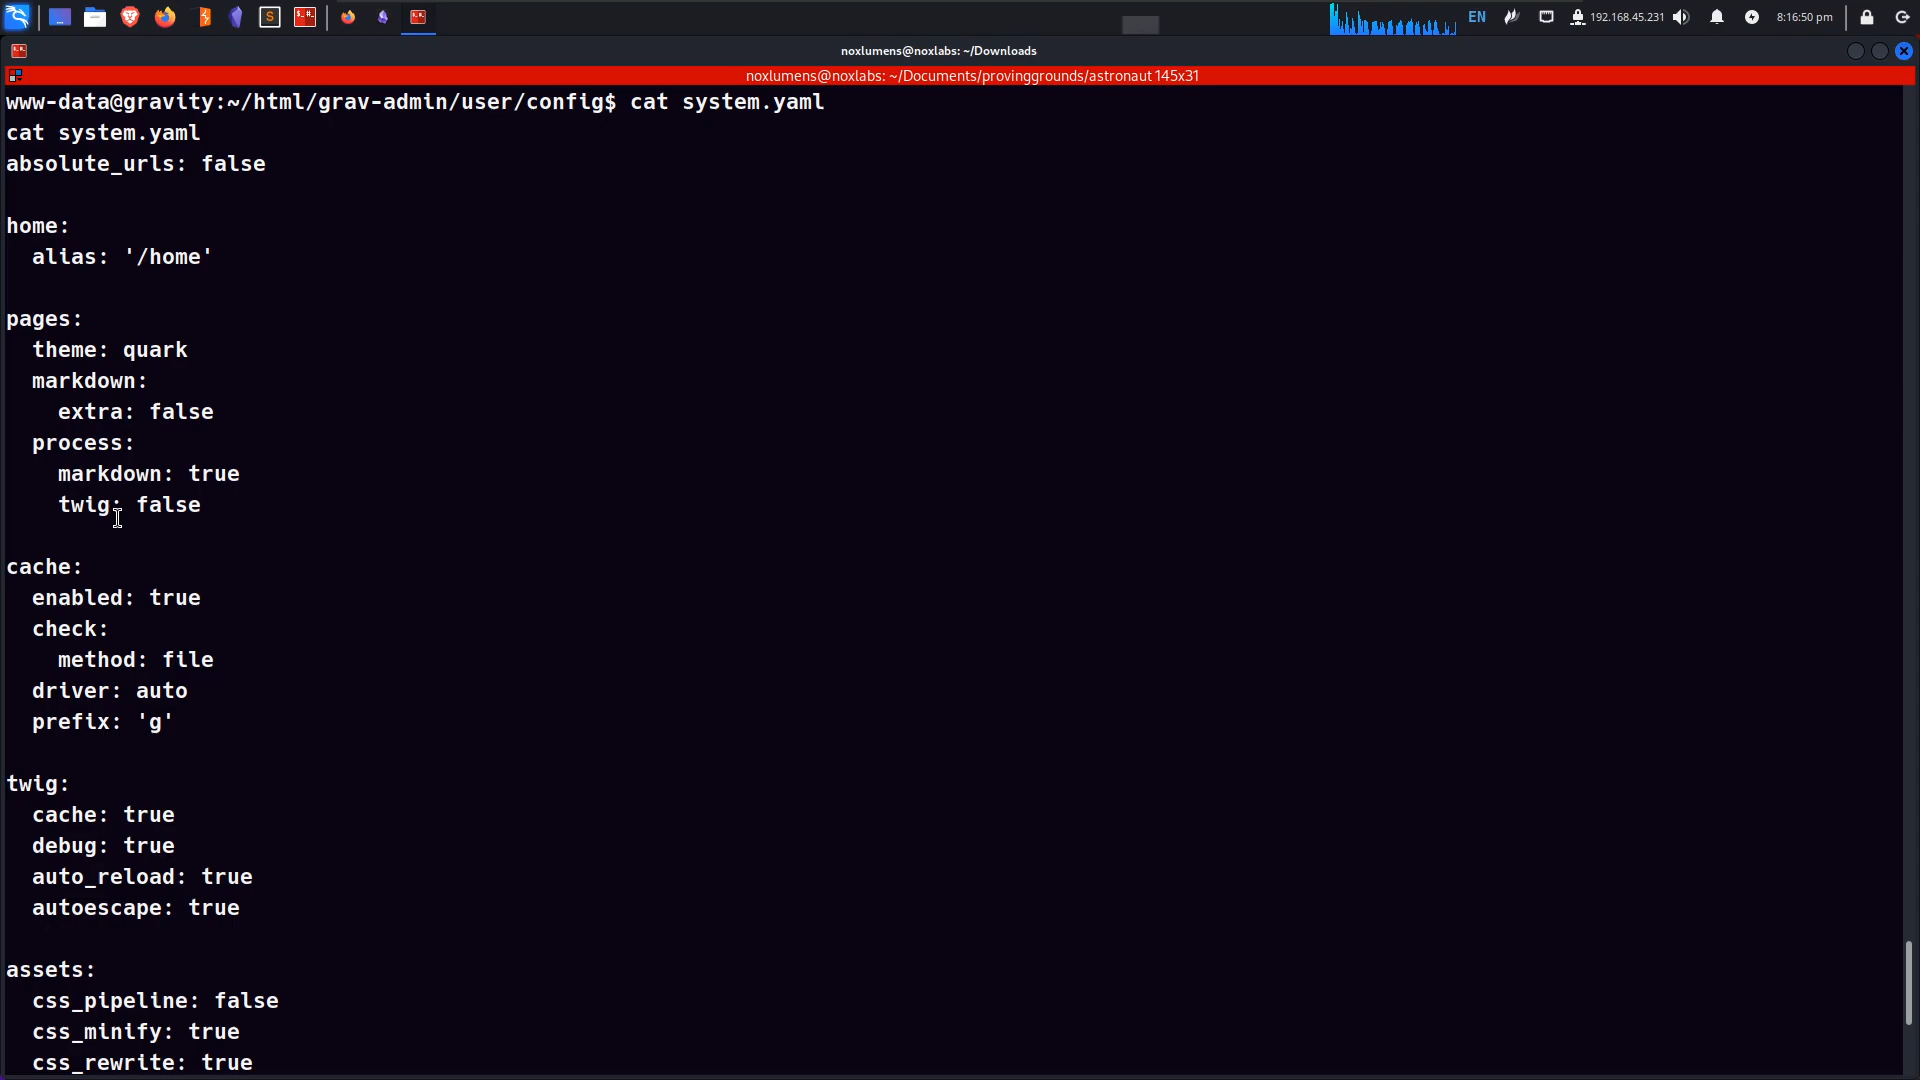 EN
192.168.45.231
8:16:50 pm
noxlumens@noxlabs: ~/Downloads
noxlumens@noxlabs: ~/Documents/provinggrounds/astronaut 145x31
www-data@gravity:~/html/grav-admin/user/config$ cat system.yaml
cat system.yaml
absolute_urls: false
home:
  alias: '/home'
pages:
  theme: quark
  markdown:
    extra: false
  process:
    markdown: true
    twig: false
cache:
  enabled: true
  check:
    method: file
  driver: auto
  prefix: 'g'
twig:
  cache: true
  debug: true
  auto_reload: true
  autoescape: true
assets:
  css_pipeline: false
  css_minify: true
  css_rewrite: true